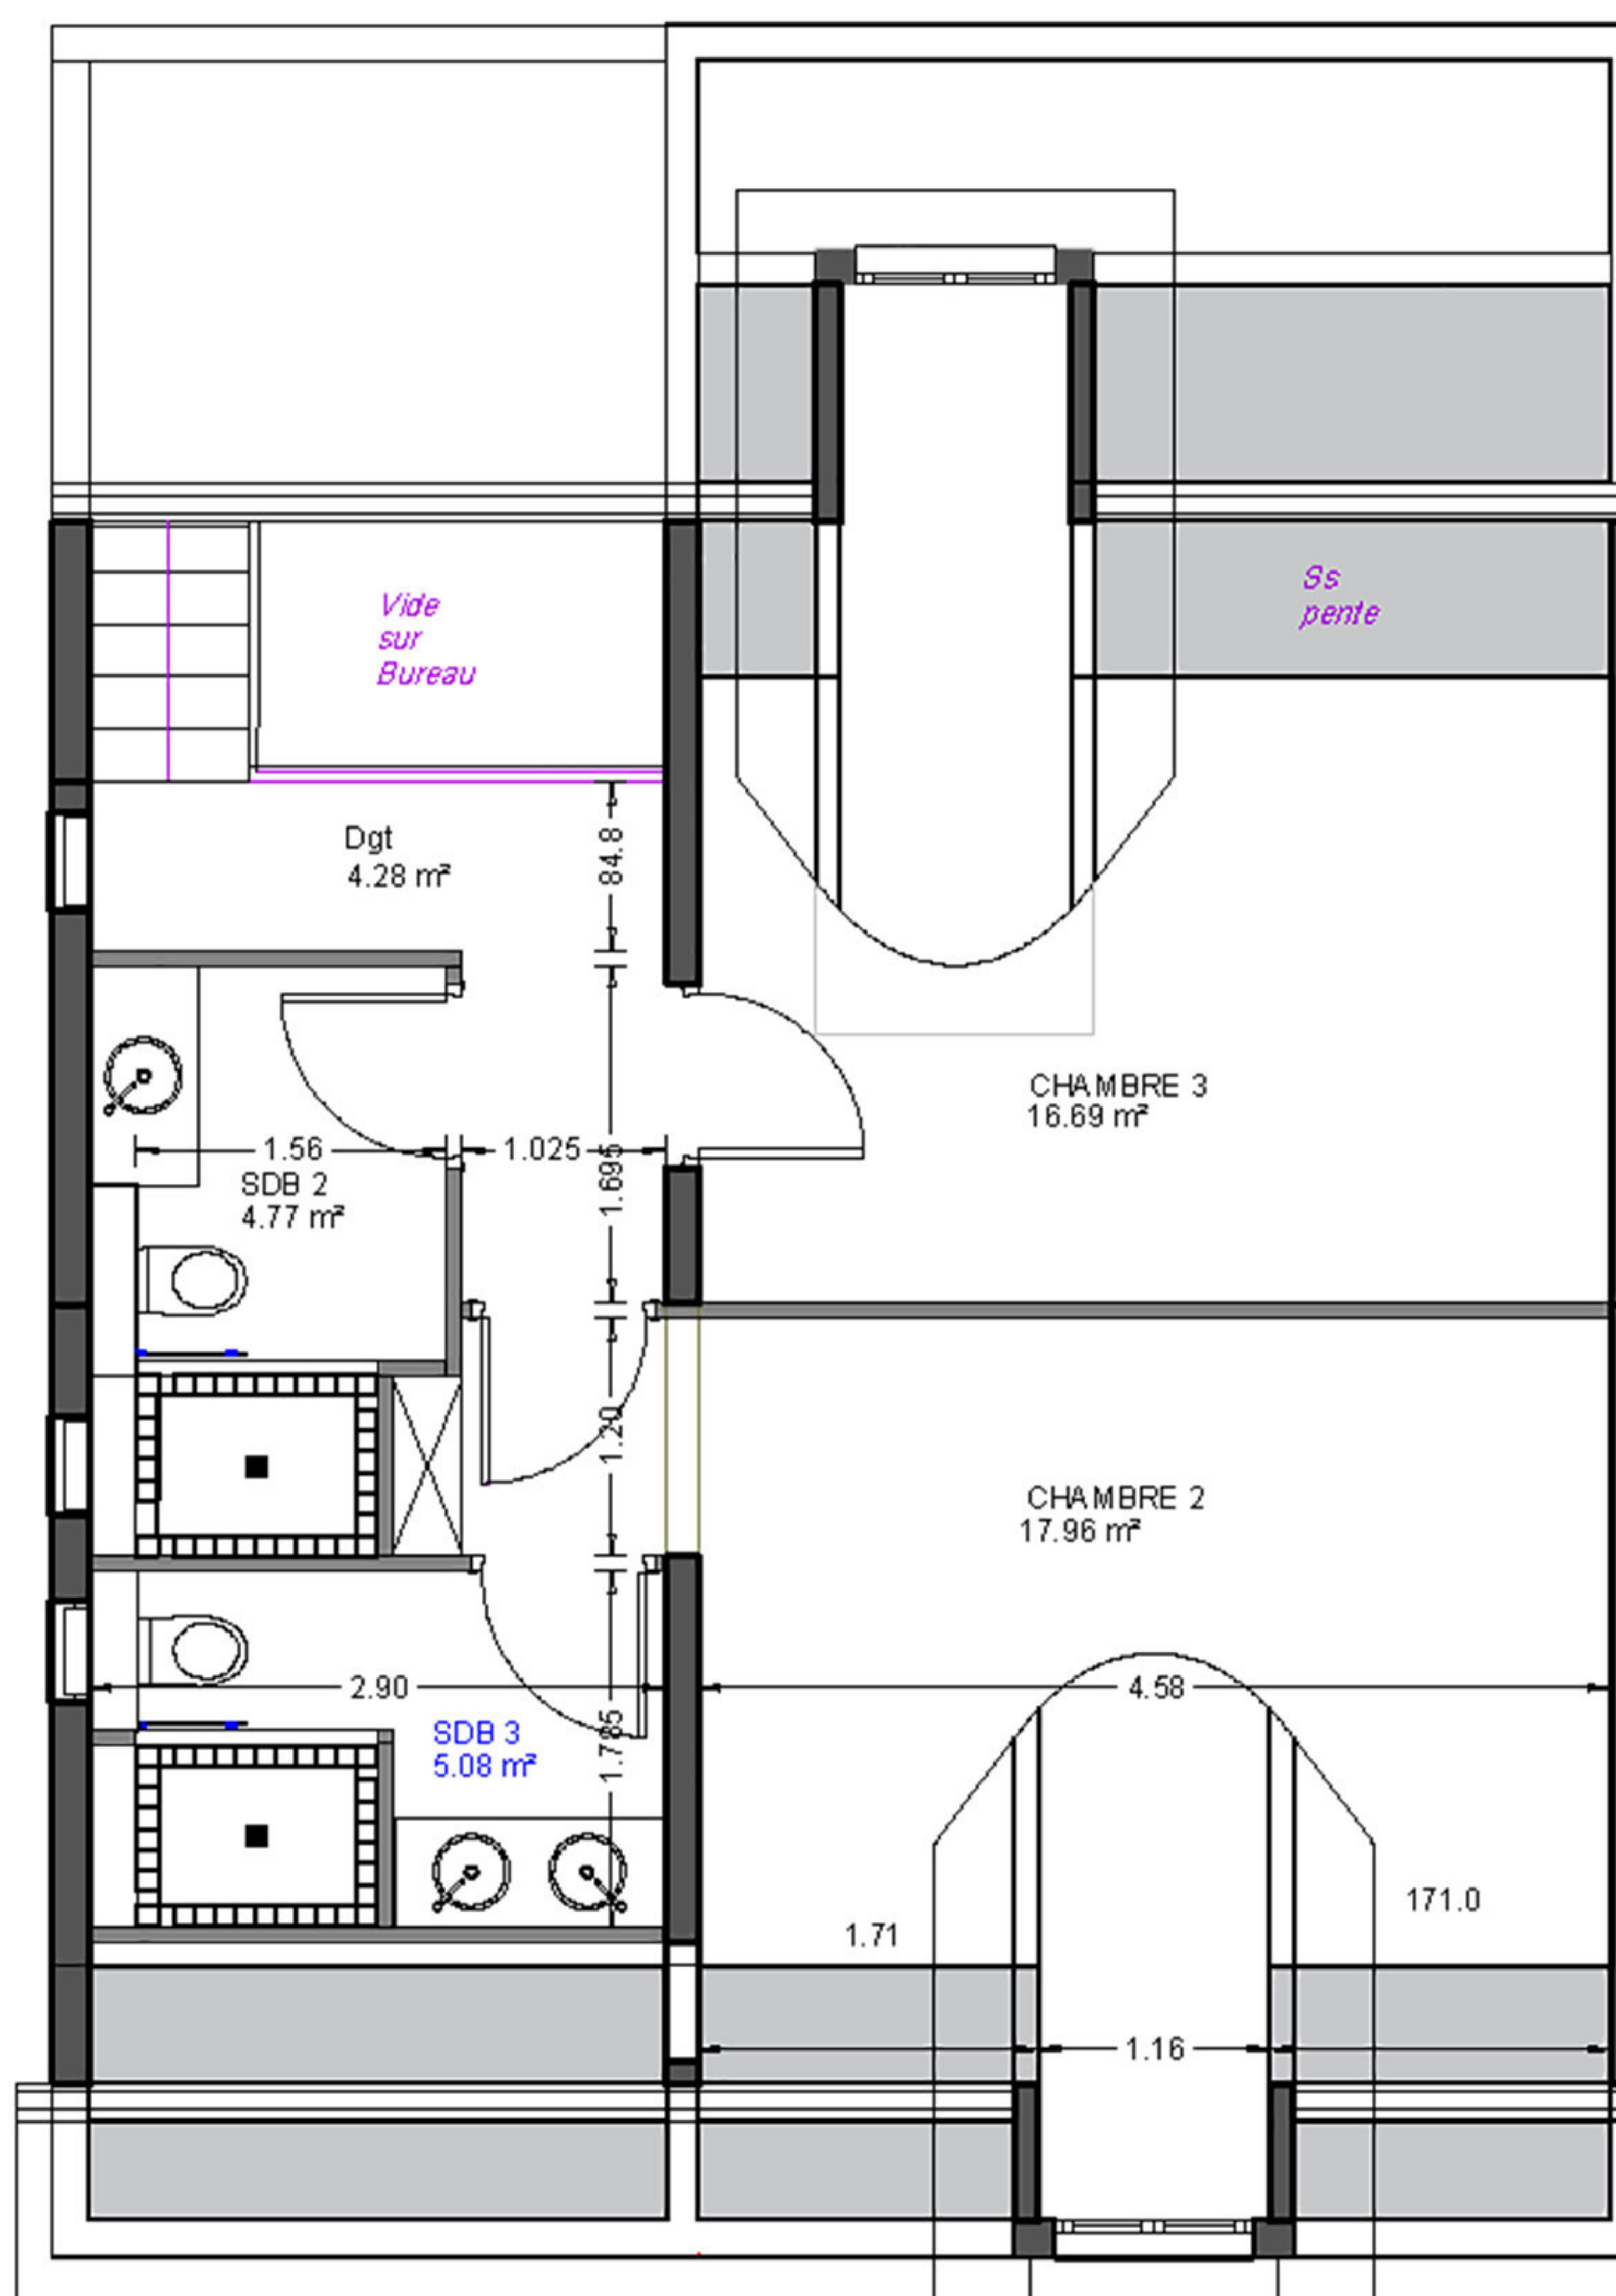 Ss
pente
Vide
sur
Bureau
Dgt
4.28 m²
84.8
CHAMBRE 3
16.69 m²
1.56
1.025
1.695
SDB 2
4.77 m²
1.20
CHAMBRE 2
17.96 m²
2.90
4.58
SDB 3
5.08 m²
1.785
171.0
1.71
1.16